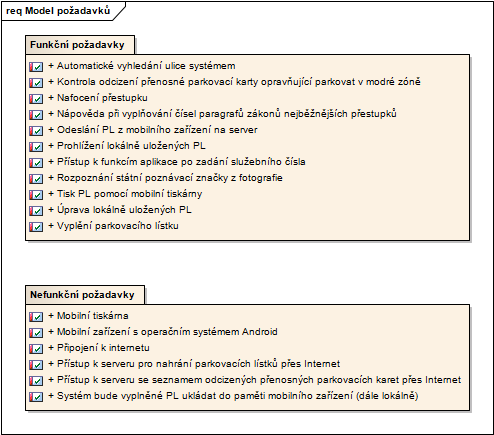 req Model požadavků
Funkční požadavky
+ Automatické vyhledání ulice systémem
+ Kontrola odcizení přenosné parkovací karty opravňující parkovat v modré zóně
+ Nafocení přestupku
+ Nápověda při vyplňování čísel paragrafů zákonů nejběžnějších přestupků
+ Odeslání PL z mobilního zařízení na server
+ Prohlížení lokálně uložených PL
+ Přístup k funkcím aplikace po zadání služebního čísla
+ Rozpoznání státní poznávací značky z fotografie
+ Tisk PL pomocí mobilní tiskárny
+ Úprava lokálně uložených PL
+ Vyplění parkovacího lístku
Nefunkční požadavky
+ Mobilní tiskárna
+ Mobilní zařízení s operačním systémem Android
+ Připojení k internetu
+ Přístup k serveru pro nahrání parkovacích lístků přes Internet
+ Přístup k serveru se seznamem odcizených přenosných parkovacích karet přes Internet
+ Systém bude vyplněné PL ukládat do paměti mobilního zařízení (dále lokálně)